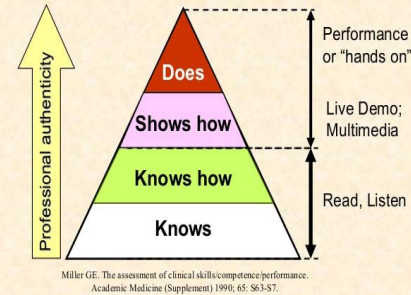 Professional authenticity
Does
Shows how
Knows how
Knows
Performance
or “hands on”
Live Demo;
Multimedia
Read, Listen
Miller GE. The assessment of clinical skills/competence/performance.
Academic Medicine (Supplement) 1990; 65: S63-S7.